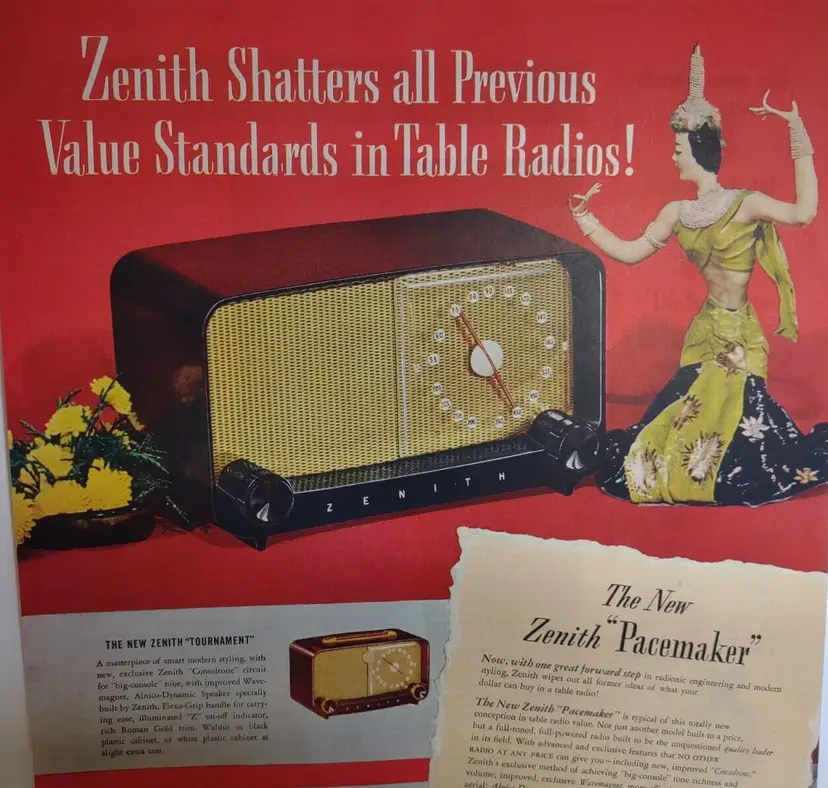 Zenith Shatters all Previous
Value Standards in Table Radios!
ZENITH
THE NEW ZENITH "TOURNAMENT"
A masterpiece of smart modern styling, with
new, exclusive Zenith "Consoltone" circuit
for "big-console" tone, with improved Wave-
magnet, Alnico-Dynamic Speaker specially
built by Zenith, Flexo-Grip handle for carry-
ing ease, illuminated "Z" on-off indicator,
rich Roman Gold trim. Walnut or black
plastic cabinet, or white plastic cabinet at
slight extra cost.
The New
Zenith "Pacemaker"
Now, with one great forward step in radionic engineering and modern
styling, Zenith wipes out all former ideas of what your
dollar can buy in a table radio!
The New Zenith "Pacemaker" is typical of this totally new
conception in table radio value. Not just another model built to a price,
but a full-toned, full-powered radio built to be the unquestioned quality leader
in its field. With advanced and exclusive features that NO OTHER
RADIO AT ANY PRICE can give you—including new, improved "Consoltone,"
Zenith's exclusive method of achieving "big-console" tone richness and
volume, improved, exclusive Wavemagnet
aerial; Alnico